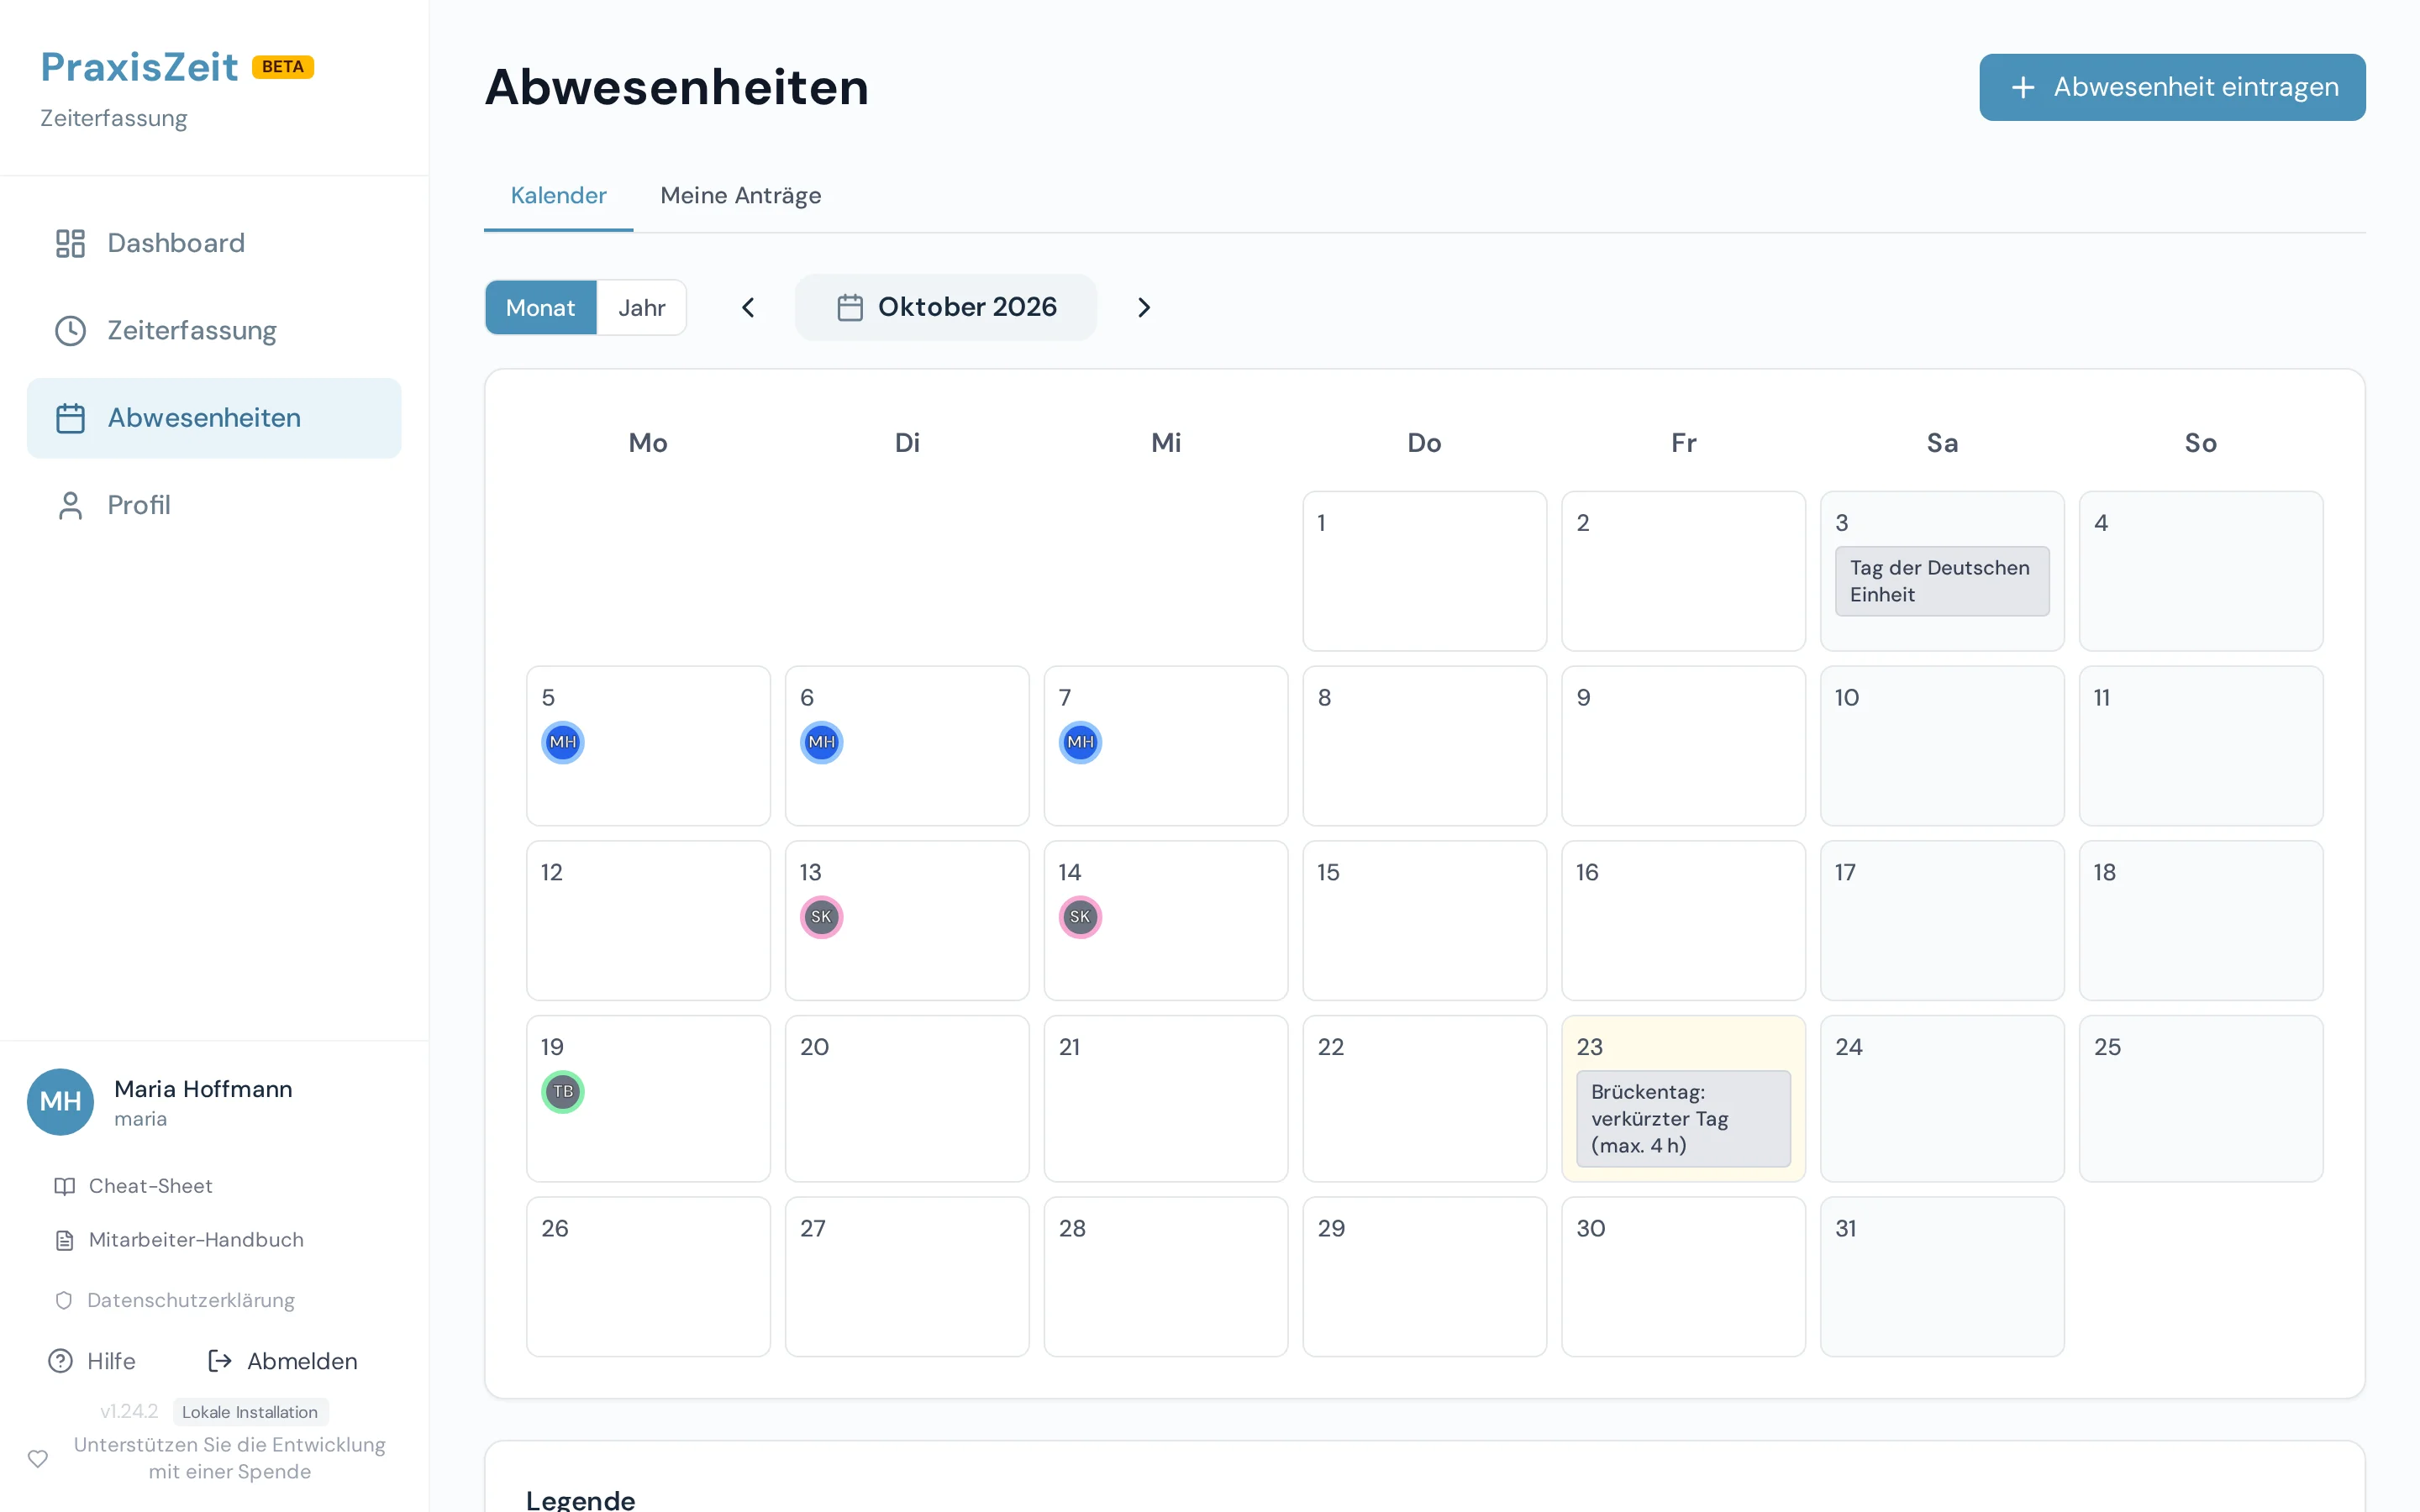 PraxisZeit BETA
Zeiterfassung
Dashboard
Zeiterfassung
Abwesenheiten
Profil
MH
Maria Hoffmann
maria
Cheat-Sheet
Mitarbeiter-Handbuch
Datenschutzerklärung
Hilfe Abmelden
v1.24.2 Lokale Installation
Unterstützen Sie die Entwicklung
mit einer Spende
Abwesenheiten
Abwesenheit eintragen
Kalender Meine Anträge
Monat Jahr Oktober 2026
Mo Di Mi Do Fr Sa So
1 2 3 4
Tag der Deutschen
Einheit
5 6 7 8 9 10 11
MH MH MH
12 13 14 15 16 17 18
SK SK
19 20 21 22 23 24 25
TB
Brückentag:
verkürzter Tag
(max. 4 h)
26 27 28 29 30 31
Legende